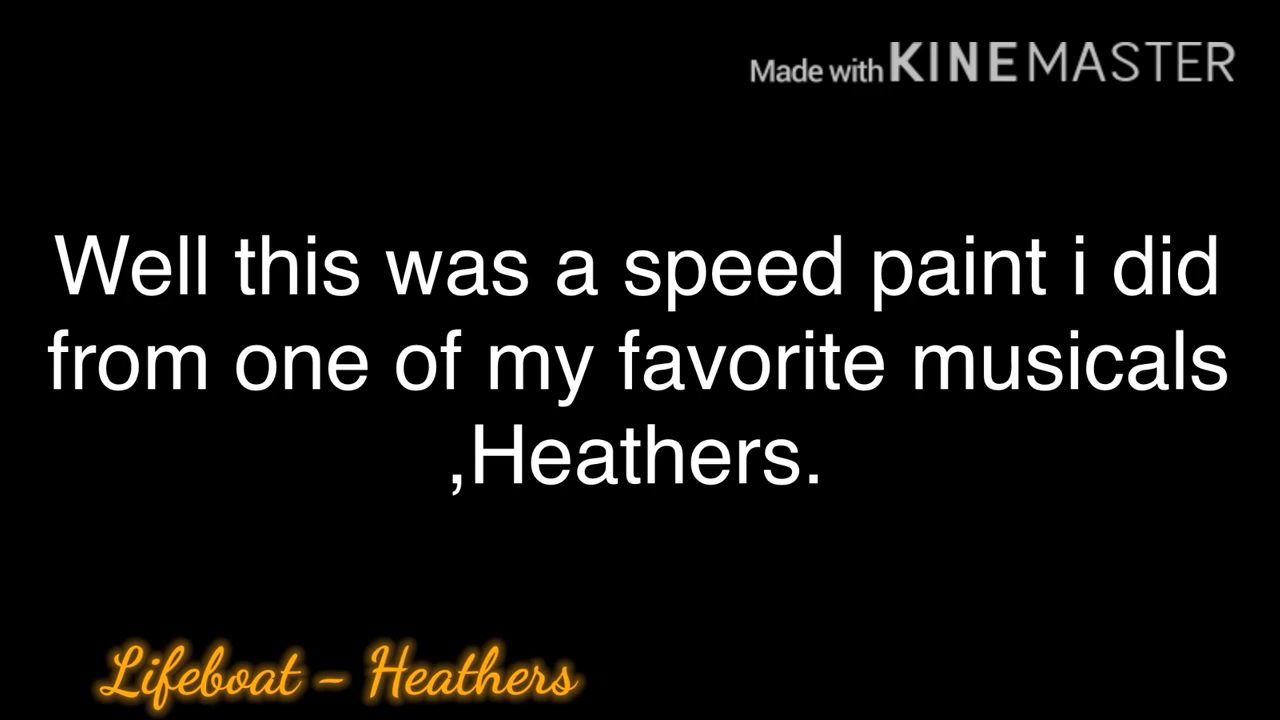 Made with KINEMASTER
Well this was a speed paint i did
from one of my favorite musicals
,Heathers.
Lifeboat - Heathers